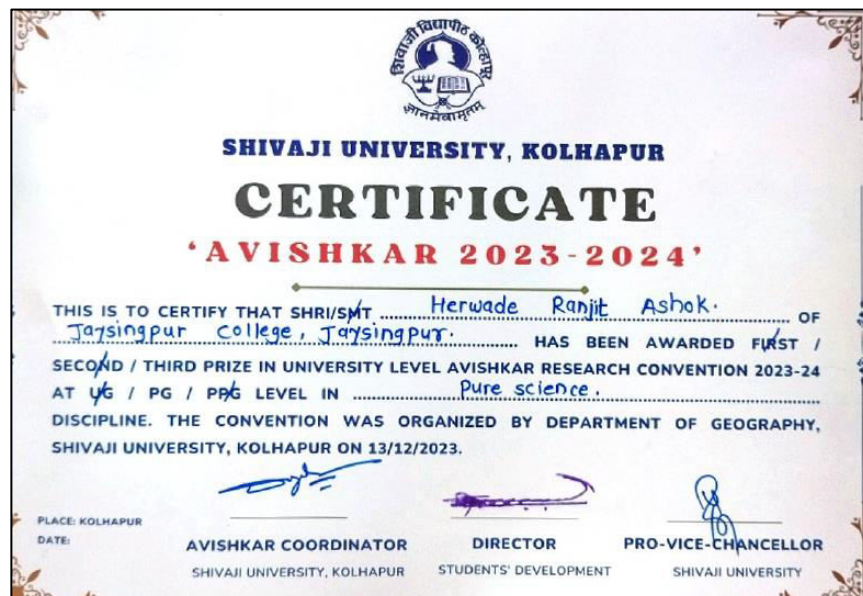 शिवाजी विद्यापीठ कोल्हापूर
ज्ञानमेवामृतम्
SHIVAJI UNIVERSITY, KOLHAPUR
CERTIFICATE
'AVISHKAR 2023-2024'
THIS IS TO CERTIFY THAT SHRI/SMT Herwade Ranjit Ashok. OF
Jaysingpur College, Jaysingpur. HAS BEEN AWARDED FIRST /
SECOND / THIRD PRIZE IN UNIVERSITY LEVEL AVISHKAR RESEARCH CONVENTION 2023-24
AT UG / PG / PPG LEVEL IN Pure science.
DISCIPLINE. THE CONVENTION WAS ORGANIZED BY DEPARTMENT OF GEOGRAPHY,
SHIVAJI UNIVERSITY, KOLHAPUR ON 13/12/2023.
PLACE: KOLHAPUR
DATE:
AVISHKAR COORDINATOR DIRECTOR PRO-VICE-CHANCELLOR
SHIVAJI UNIVERSITY, KOLHAPUR STUDENTS' DEVELOPMENT SHIVAJI UNIVERSITY